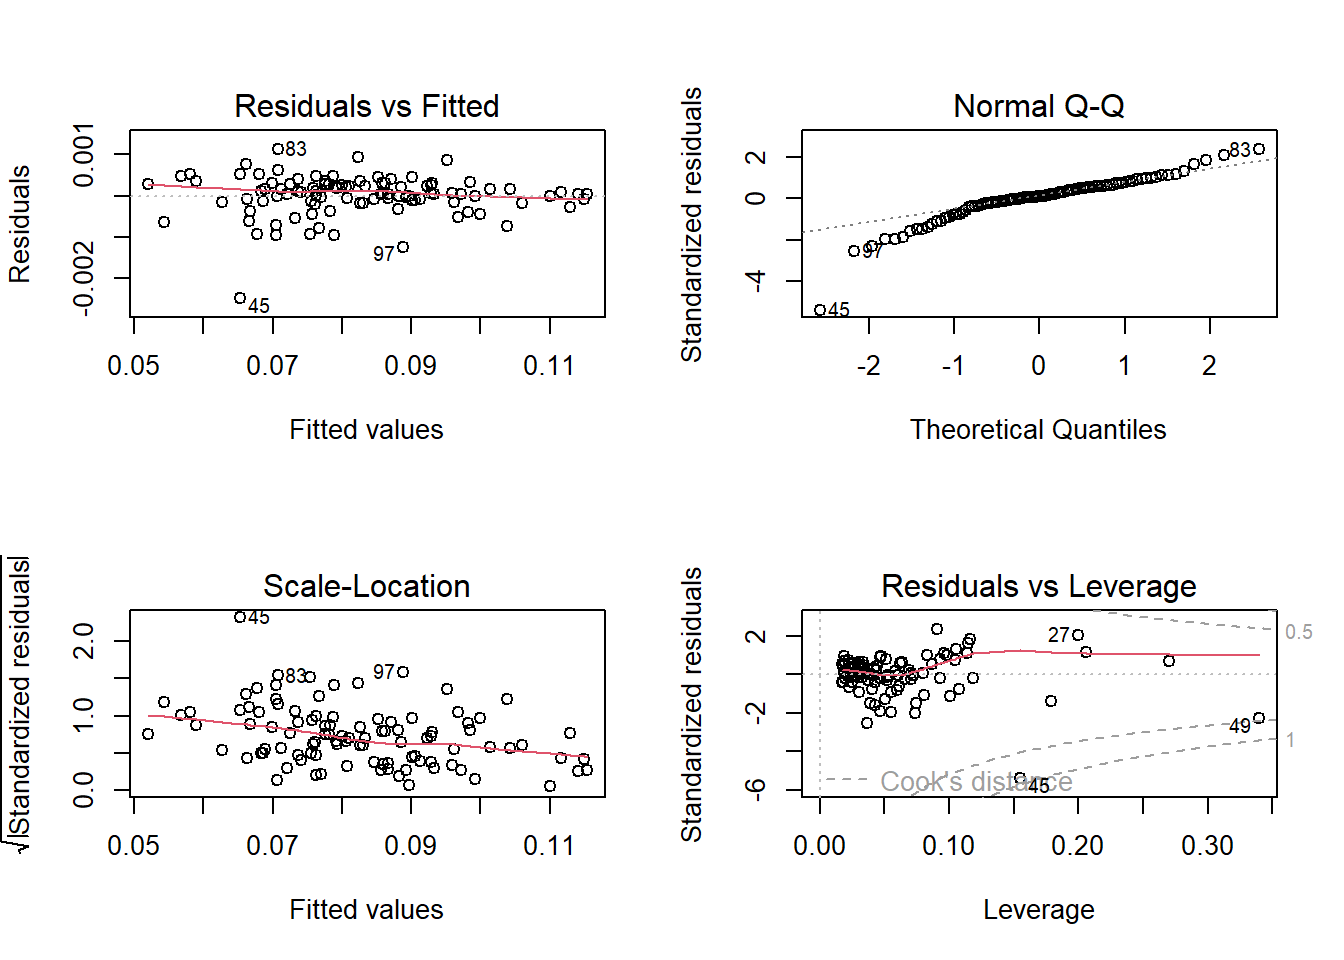 Residuals vs Fitted
Residuals
0.001
-0.002
83
97
45
0.05 0.07 0.09 0.11
Fitted values
Normal Q-Q
Standardized residuals
2
0
-4
83
97
45
-2 -1 0 1 2
Theoretical Quantiles
Scale-Location
√|Standardized residuals|
2.0
1.0
0.0
45
83
97
0.05 0.07 0.09 0.11
Fitted values
Residuals vs Leverage
Standardized residuals
2
-2
-6
27
49
45
0.5
1
Cook's distance
0.00 0.10 0.20 0.30
Leverage